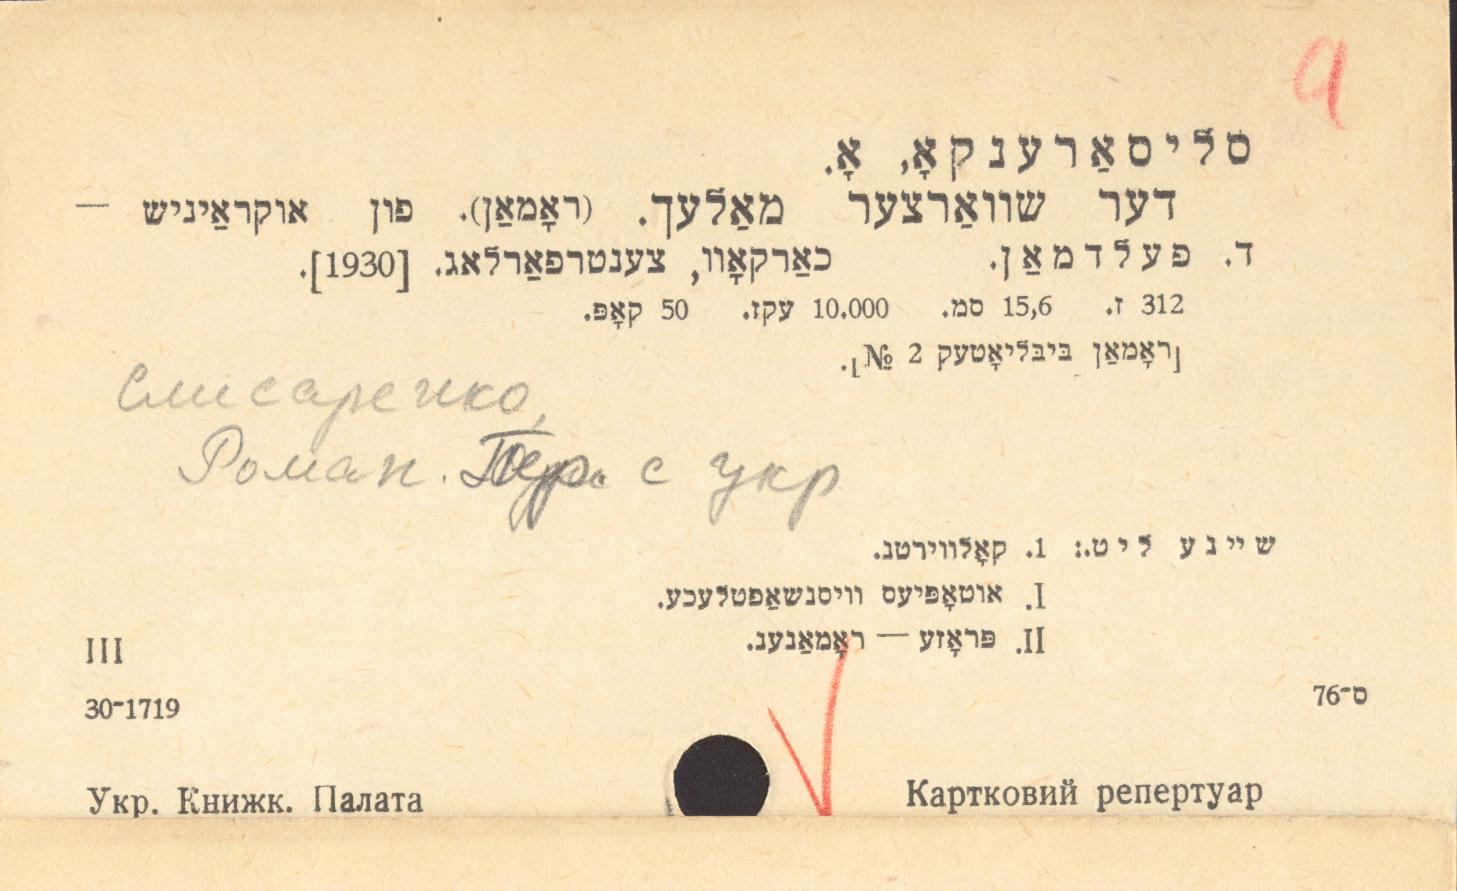 а
סליסאַרענקאָ, אָ.
דער שוואַרצער מאַלעך. (ראָמאַן). פון אוקראַיניש —
ד. פעלדמאַן. כאַרקאָוו, צענטרפאַרלאג. [1930].
312 ז. 15,6 סמ. 10.000 עקז. 50 קאָפּ.
[ראָמאַן ביבליאָטעק № 2].
Слисаренко,
Роман. Пер. с укр
שיינע ליט.: 1. קאָלווירטנ.
I. אוטאָפּיעס וויסנשאַפטלעכע.
II. פּראָזע — ראָמאַנענ.
III
30-1719
ס-76
Укр. Книжк. Палата
Картковий репертуар